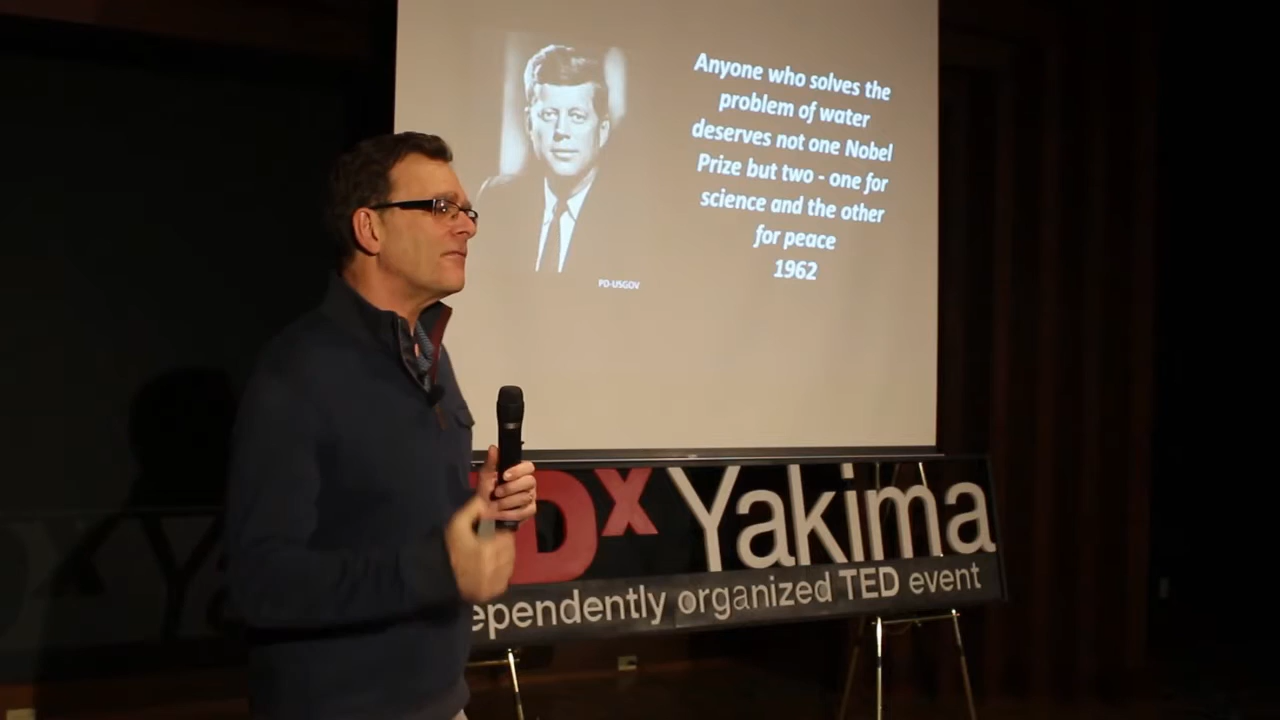 Anyone who solves the
problem of water
deserves not one Nobel
Prize but two - one for
science and the other
for peace
1962
PD-USGOV
Dx Yakima
ependently organized TED event